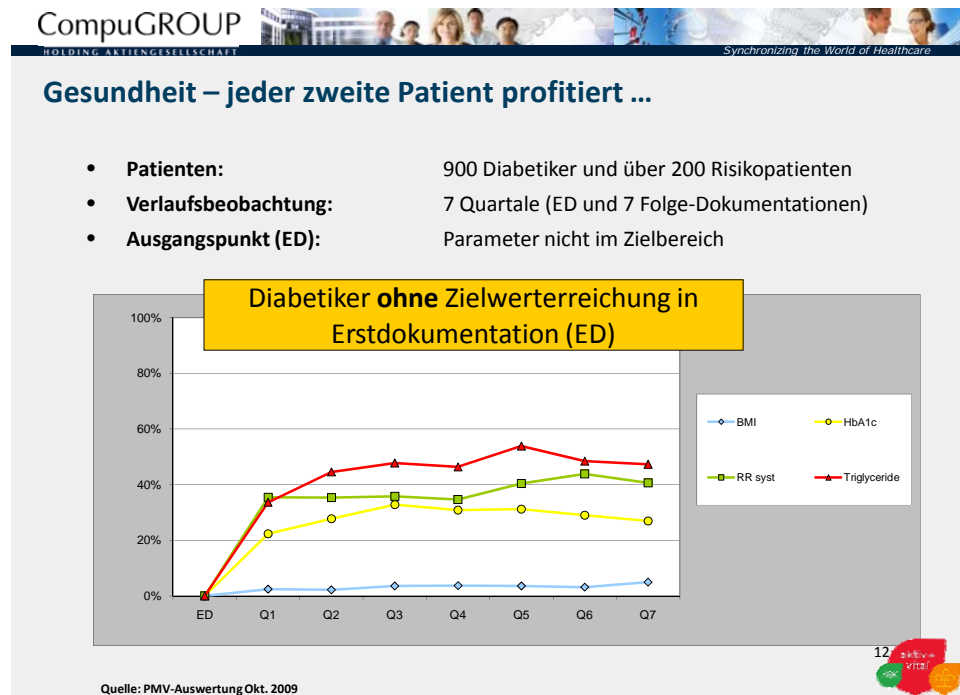 CompuGROUP
HOLDING AKTIENGESELLSCHAFT
Synchronizing the World of Healthcare
Gesundheit – jeder zweite Patient profitiert …
• Patienten: 900 Diabetiker und über 200 Risikopatienten
• Verlaufsbeobachtung: 7 Quartale (ED und 7 Folge-Dokumentationen)
• Ausgangspunkt (ED): Parameter nicht im Zielbereich
Diabetiker ohne Zielwerterreichung in
Erstdokumentation (ED)
100%
80%
60%
40%
20%
0%
ED Q1 Q2 Q3 Q4 Q5 Q6 Q7
BMI HbA1c
RR syst Triglyceride
12
aktiv +
vital
Quelle: PMV-Auswertung Okt. 2009